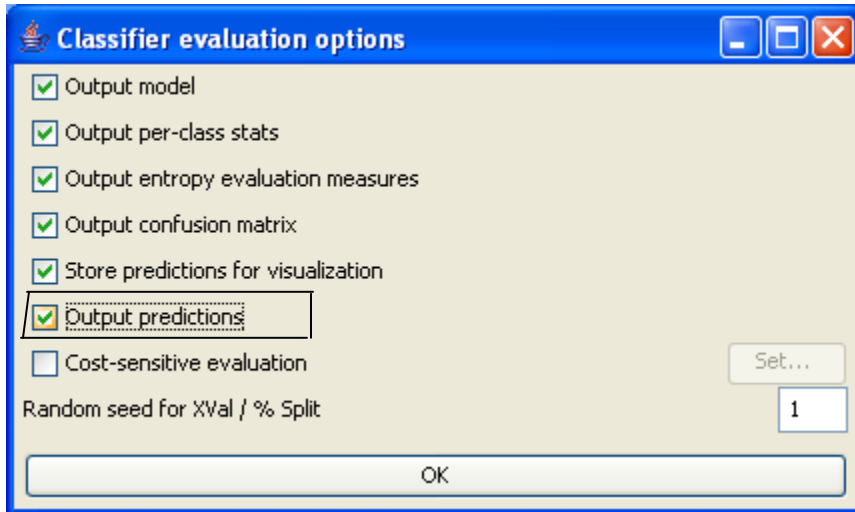 Classifier evaluation options
Output model
Output per-class stats
Output entropy evaluation measures
Output confusion matrix
Store predictions for visualization
Output predictions
Cost-sensitive evaluation
Set...
Random seed for XVal / % Split
1
OK